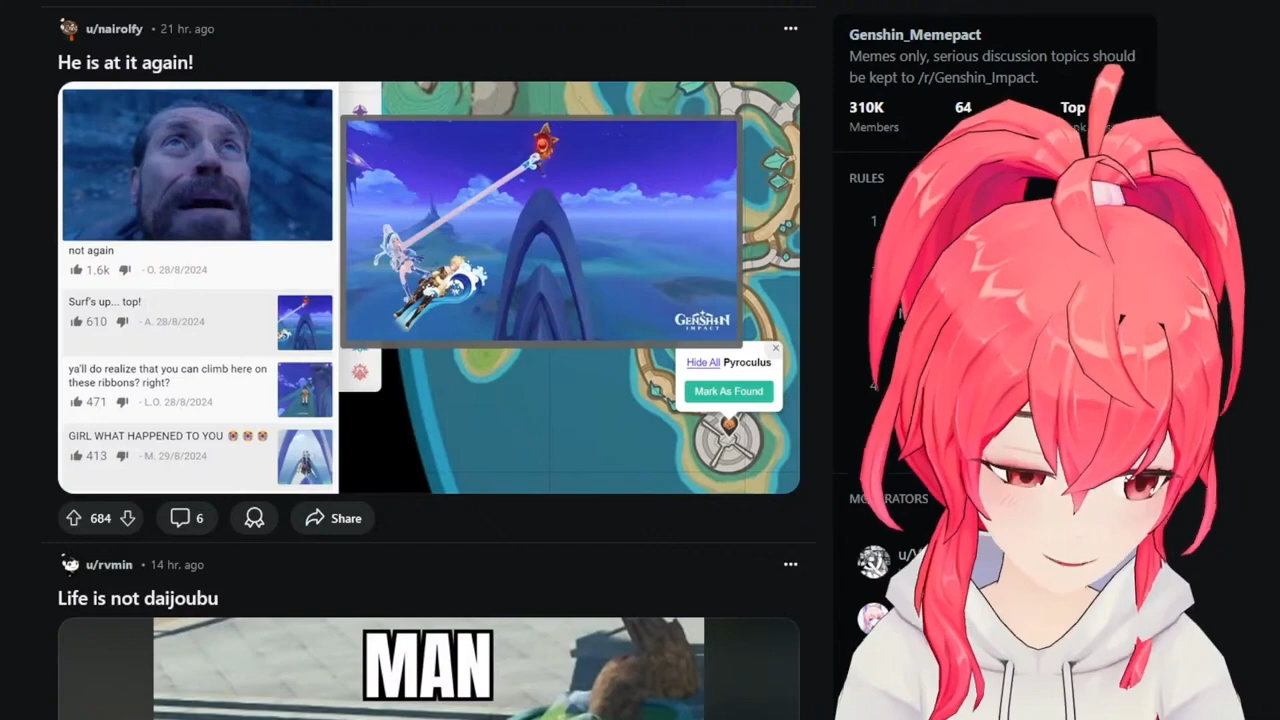 u/nairolfy • 21 hr. ago
He is at it again!
not again
1.6k - O. 28/8/2024
Surf's up... top!
610 - A. 28/8/2024
ya'll do realize that you can climb here on
these ribbons? right?
471 - L.O. 28/8/2024
GIRL WHAT HAPPENED TO YOU
413 - M. 29/8/2024
GENSHIN
IMPACT
Hide All Pyroculus
Mark As Found
684 6 Share
u/rvmin • 14 hr. ago
Life is not daijoubu
MAN
Genshin_Memepact
Memes only, serious discussion topics should
be kept to /r/Genshin_Impact.
310K 64 Top
Members
RULES
1
4
u/